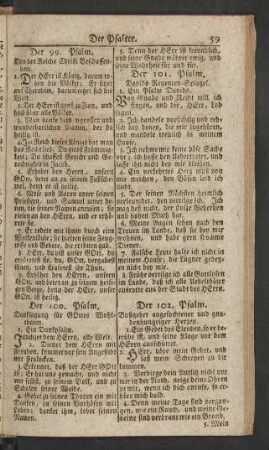 Der Psalter. 59
Der 99. Psalm.
Von des Reichs Christi Beschaffenheit.
1. Der HErr ist König, darum toben die Völker; Er sitzet auf Cherubim, darum reget sich die Welt.
2. Der HErr ist groß zu Zion, und hoch über alle Völker.
3. Man danke deinem großen und wunderbarlichen Namen, der da heilig ist.
4. Im Reich dieses Königes hat man das Recht lieb. Du giebst Frömmigkeit; Du schaffest Gericht und Gerechtigkeit in Jacob.
5. Erhebet den HErrn, unsern GOtt, betet an zu seinem Fußschemel; denn er ist heilig.
6. Mose und Aaron unter seinen Priestern, und Samuel unter denen, die seinen Namen anrufen; sie riefen an den HErrn, und er erhörete sie.
7. Er redete mit ihnen durch eine Wolkensäule; sie hielten seine Zeugnisse und Gebote, die er ihnen gab.
8. HErr, du bist unser GOtt, du erhöretest sie; du, GOtt, vergabest ihnen, und straftest ihr Thun.
9. Erhöhet den HErrn, unsern GOtt, und betet an zu seinem heiligen Berge; denn der HErr, unser GOtt, ist heilig.
Der 100. Psalm.
Danksagung für GOttes Wohlthaten.
1. Ein Dankpsalm.
Jauchzet dem HErrn, alle Welt.
2. Dienet dem HErrn mit Freuden, kommt vor sein Angesicht mit Frolocken.
3. Erkennet, daß der HErr GOtt ist; Er hat uns gemacht, und nicht wir selbst, zu seinem Volk, und zu Schafen seiner Weide.
4. Gehet zu seinen Thoren ein mit Danken, zu seinen Vorhöfen mit Loben; danket ihm, lobet seinen Namen.
5. Denn der HErr ist freundlich, und seine Gnade währet ewig, und seine Wahrheit für und für.
Der 101. Psalm.
Davids Regenten-Spiegel.
1. Ein Psalm Davids.
Von Gnade und Recht will ich singen, und dir, HErr, lobsagen.
2. Ich handle vorsichtig und redlich bey denen, die mir zugehören, und wandele treulich in meinem Hause.
3. Ich nehme mir keine böse Sache vor; ich hasse den Uebertreter, und lasse ihn nicht bey mir bleiben.
4. Ein verkehrtes Herz muß von mir weichen; den Bösen leide ich nicht.
5. Der seinen Nächsten heimlich verleumdet, den vertilge ich. Ich mag des nicht, der stolze Geberden und hohen Muth hat.
6. Meine Augen sehen nach den Treuen im Lande, daß sie bey mir wohnen, und habe gern fromme Diener.
7. Falsche Leute halte ich nicht in meinem Hause; die Lügner gedeyen nicht bey mir.
8. Frühe vertilge ich alle Gottlosen im Lande, daß ich alle Uebelthäter ausrotte aus der Stadt des HErrn.
Der 102. Psalm.
Bußgebet angefochtener und gnadenhungriger Herzen.
1. Ein Gebet des Elenden, so er betrübt ist, und seine Klage vor dem HErrn ausschüttet.
2. HErr, höre mein Gebet, und laß mein Schreyen zu dir kommen.
3. Verbirge dein Antlitz nicht vor mir in der Noth, neige deine Ohren zu mir, wenn ich dich anrufe, so erhöre mich bald.
4. Denn meine Tage sind vergangen, wie ein Rauch, und meine Gebeine sind verbrannt wie ein Brand.
5. Mein